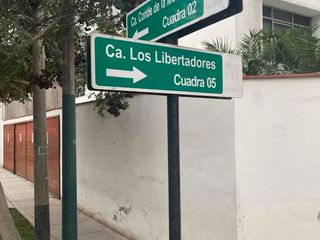 Ca. Conde de la
Cuadra 02
Ca. Los Libertadores
Cuadra 05